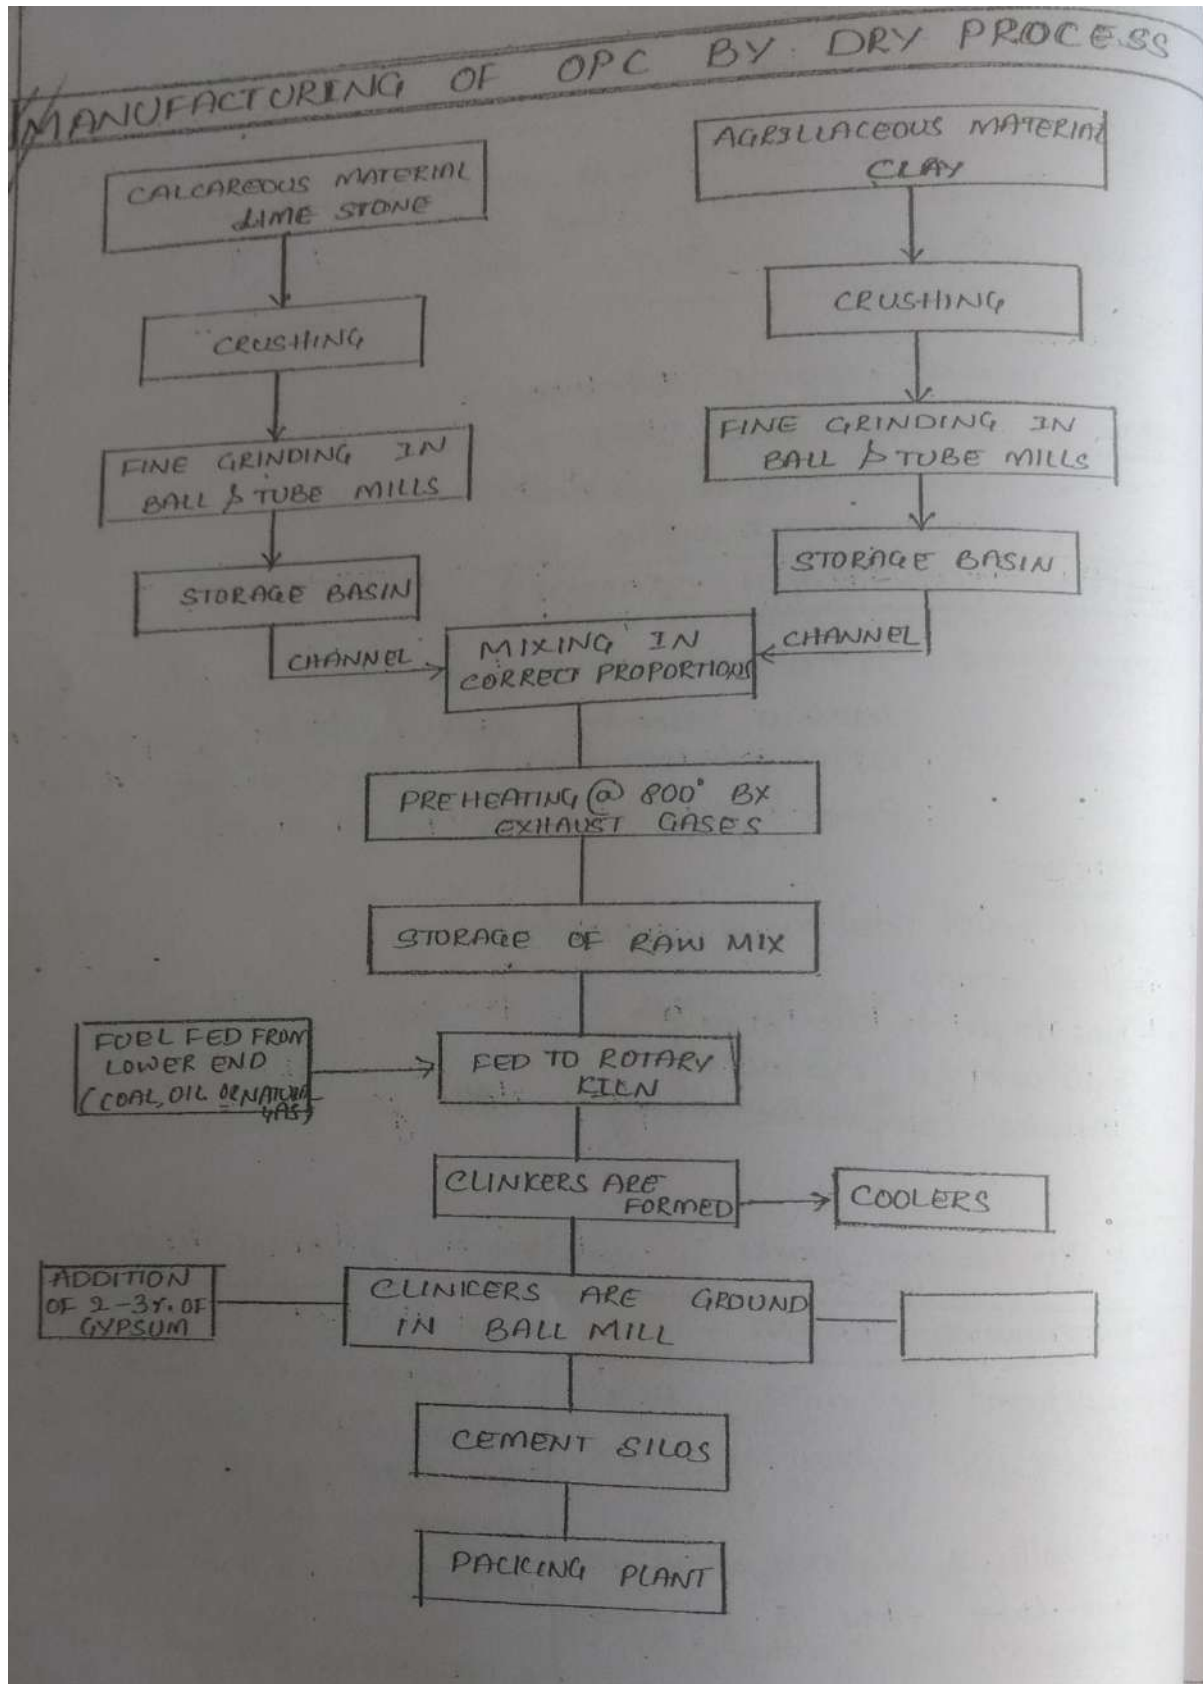 MANUFACTURING OF OPC BY DRY PROCESS
CALCAREOUS MATERIAL
LIME STONE
AGRILLACEOUS MATERIAL
CLAY
CRUSHING
CRUSHING
FINE GRINDING IN
BALL & TUBE MILLS
FINE GRINDING IN
BALL & TUBE MILLS
STORAGE BASIN
STORAGE BASIN
CHANNEL
MIXING IN
CORRECT PROPORTIONS
CHANNEL
PREHEATING @ 800° BY
EXHAUST GASES
STORAGE OF RAW MIX
FUEL FED FROM
LOWER END
(COAL, OIL OR NATURAL
GAS)
FED TO ROTARY
KILN
CLINKERS ARE
FORMED
COOLERS
ADDITION
OF 2-3%. OF
GYPSUM
CLINKERS ARE GROUND
IN BALL MILL
CEMENT SILOS
PACKING PLANT